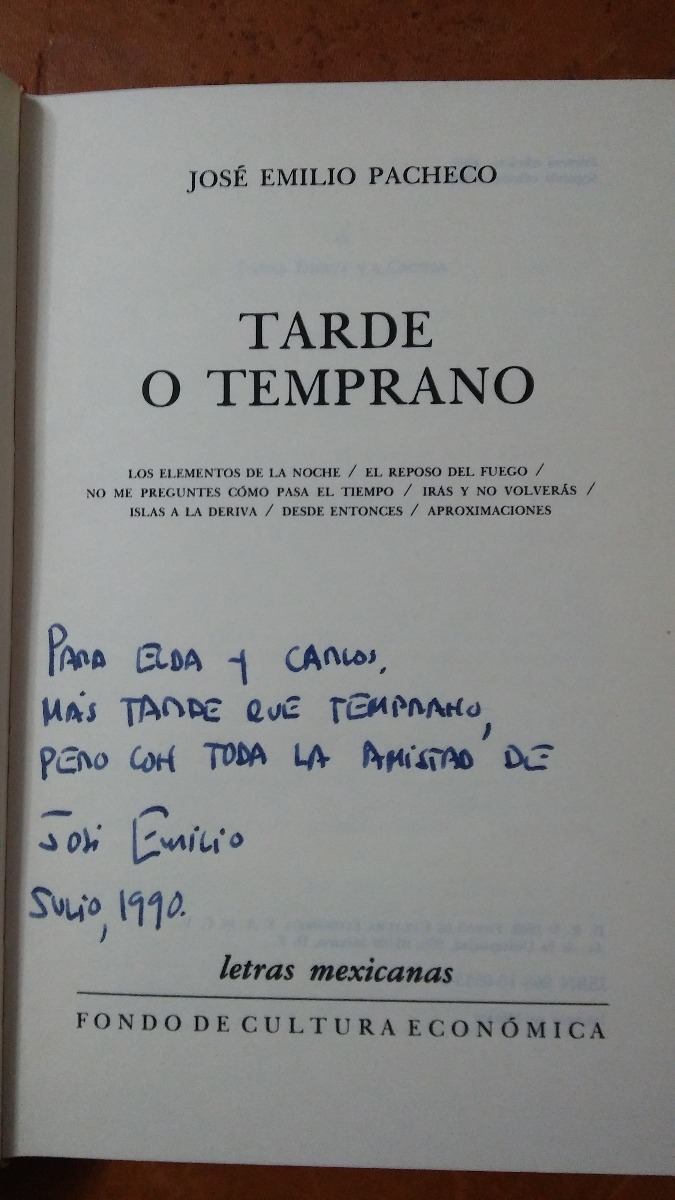 JOSÉ EMILIO PACHECO
TARDE
O TEMPRANO
LOS ELEMENTOS DE LA NOCHE / EL REPOSO DEL FUEGO /
NO ME PREGUNTES CÓMO PASA EL TIEMPO / IRÁS Y NO VOLVERÁS /
ISLAS A LA DERIVA / DESDE ENTONCES / APROXIMACIONES
PARA ELDA Y CARLOS,
MÁS TARDE QUE TEMPRANO,
PERO CON TODA LA AMISTAD DE
José Emilio
Julio, 1990.
letras mexicanas
FONDO DE CULTURA ECONÓMICA